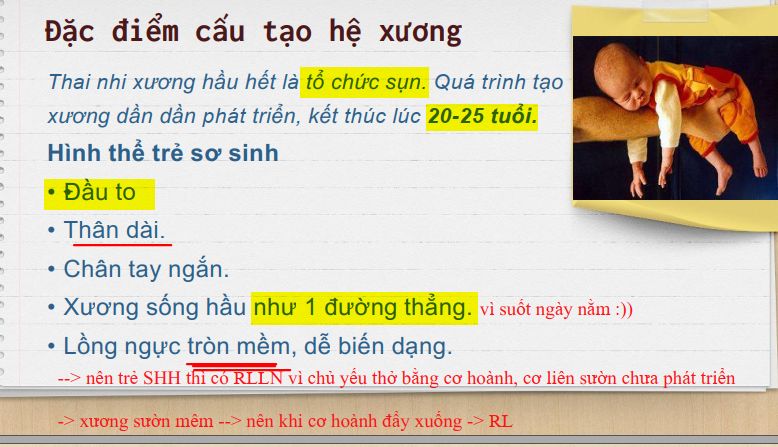 Đặc điểm cấu tạo hệ xương
Thai nhi xương hầu hết là tổ chức sụn. Quá trình tạo
xương dần dần phát triển, kết thúc lúc 20-25 tuổi.
Hình thể trẻ sơ sinh
• Đầu to
• Thân dài.
• Chân tay ngắn.
• Xương sống hầu như 1 đường thẳng. vì suốt ngày nằm :))
• Lồng ngực tròn mềm, dễ biến dạng.
--> nên trẻ SHH thì có RLLN vì chủ yếu thở bằng cơ hoành, cơ liên sườn chưa phát triển
-> xương sườn mêm --> nên khi cơ hoành đẩy xuống -> RL